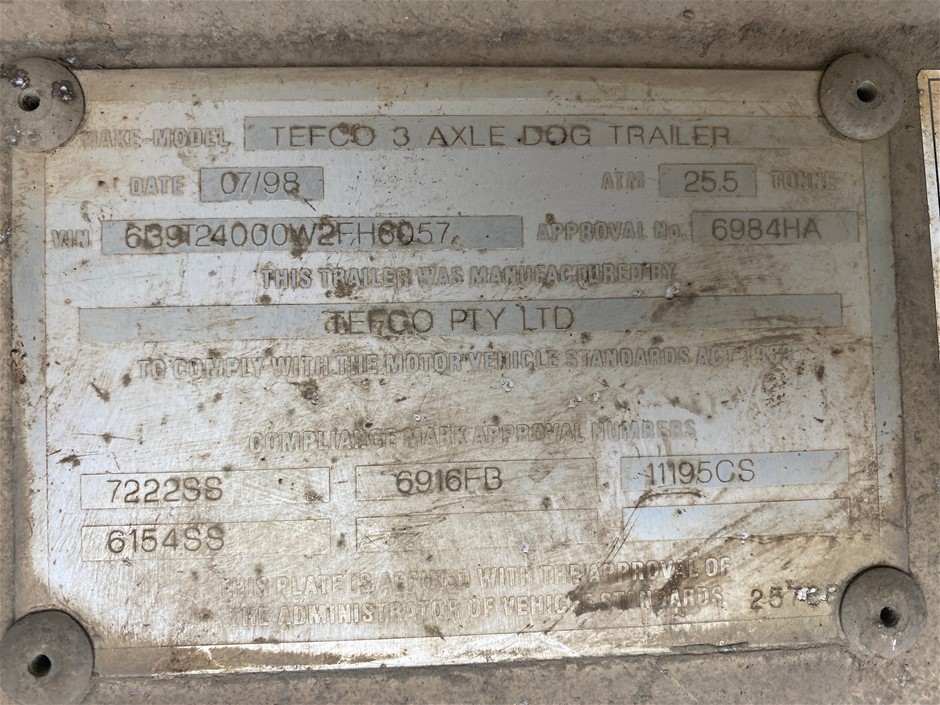 MAKE-MODEL TEFCO 3 AXLE DOG TRAILER
DATE 07/98 ATM 25.5 TONNE
VIN 6B9T24000W2FH6057 APPROVAL No. 6984HA
THIS TRAILER WAS MANUFACTURED BY
TEFCO PTY LTD
TO COMPLY WITH THE MOTOR VEHICLE STANDARDS ACT
COMPLIANCE MARK APPROVAL NUMBERS
7222SS 6916FB 11195CS
6154SS
THIS PLATE IS AFFIXED WITH THE APPROVAL OF
THE ADMINISTRATOR OF VEHICLE STANDARDS